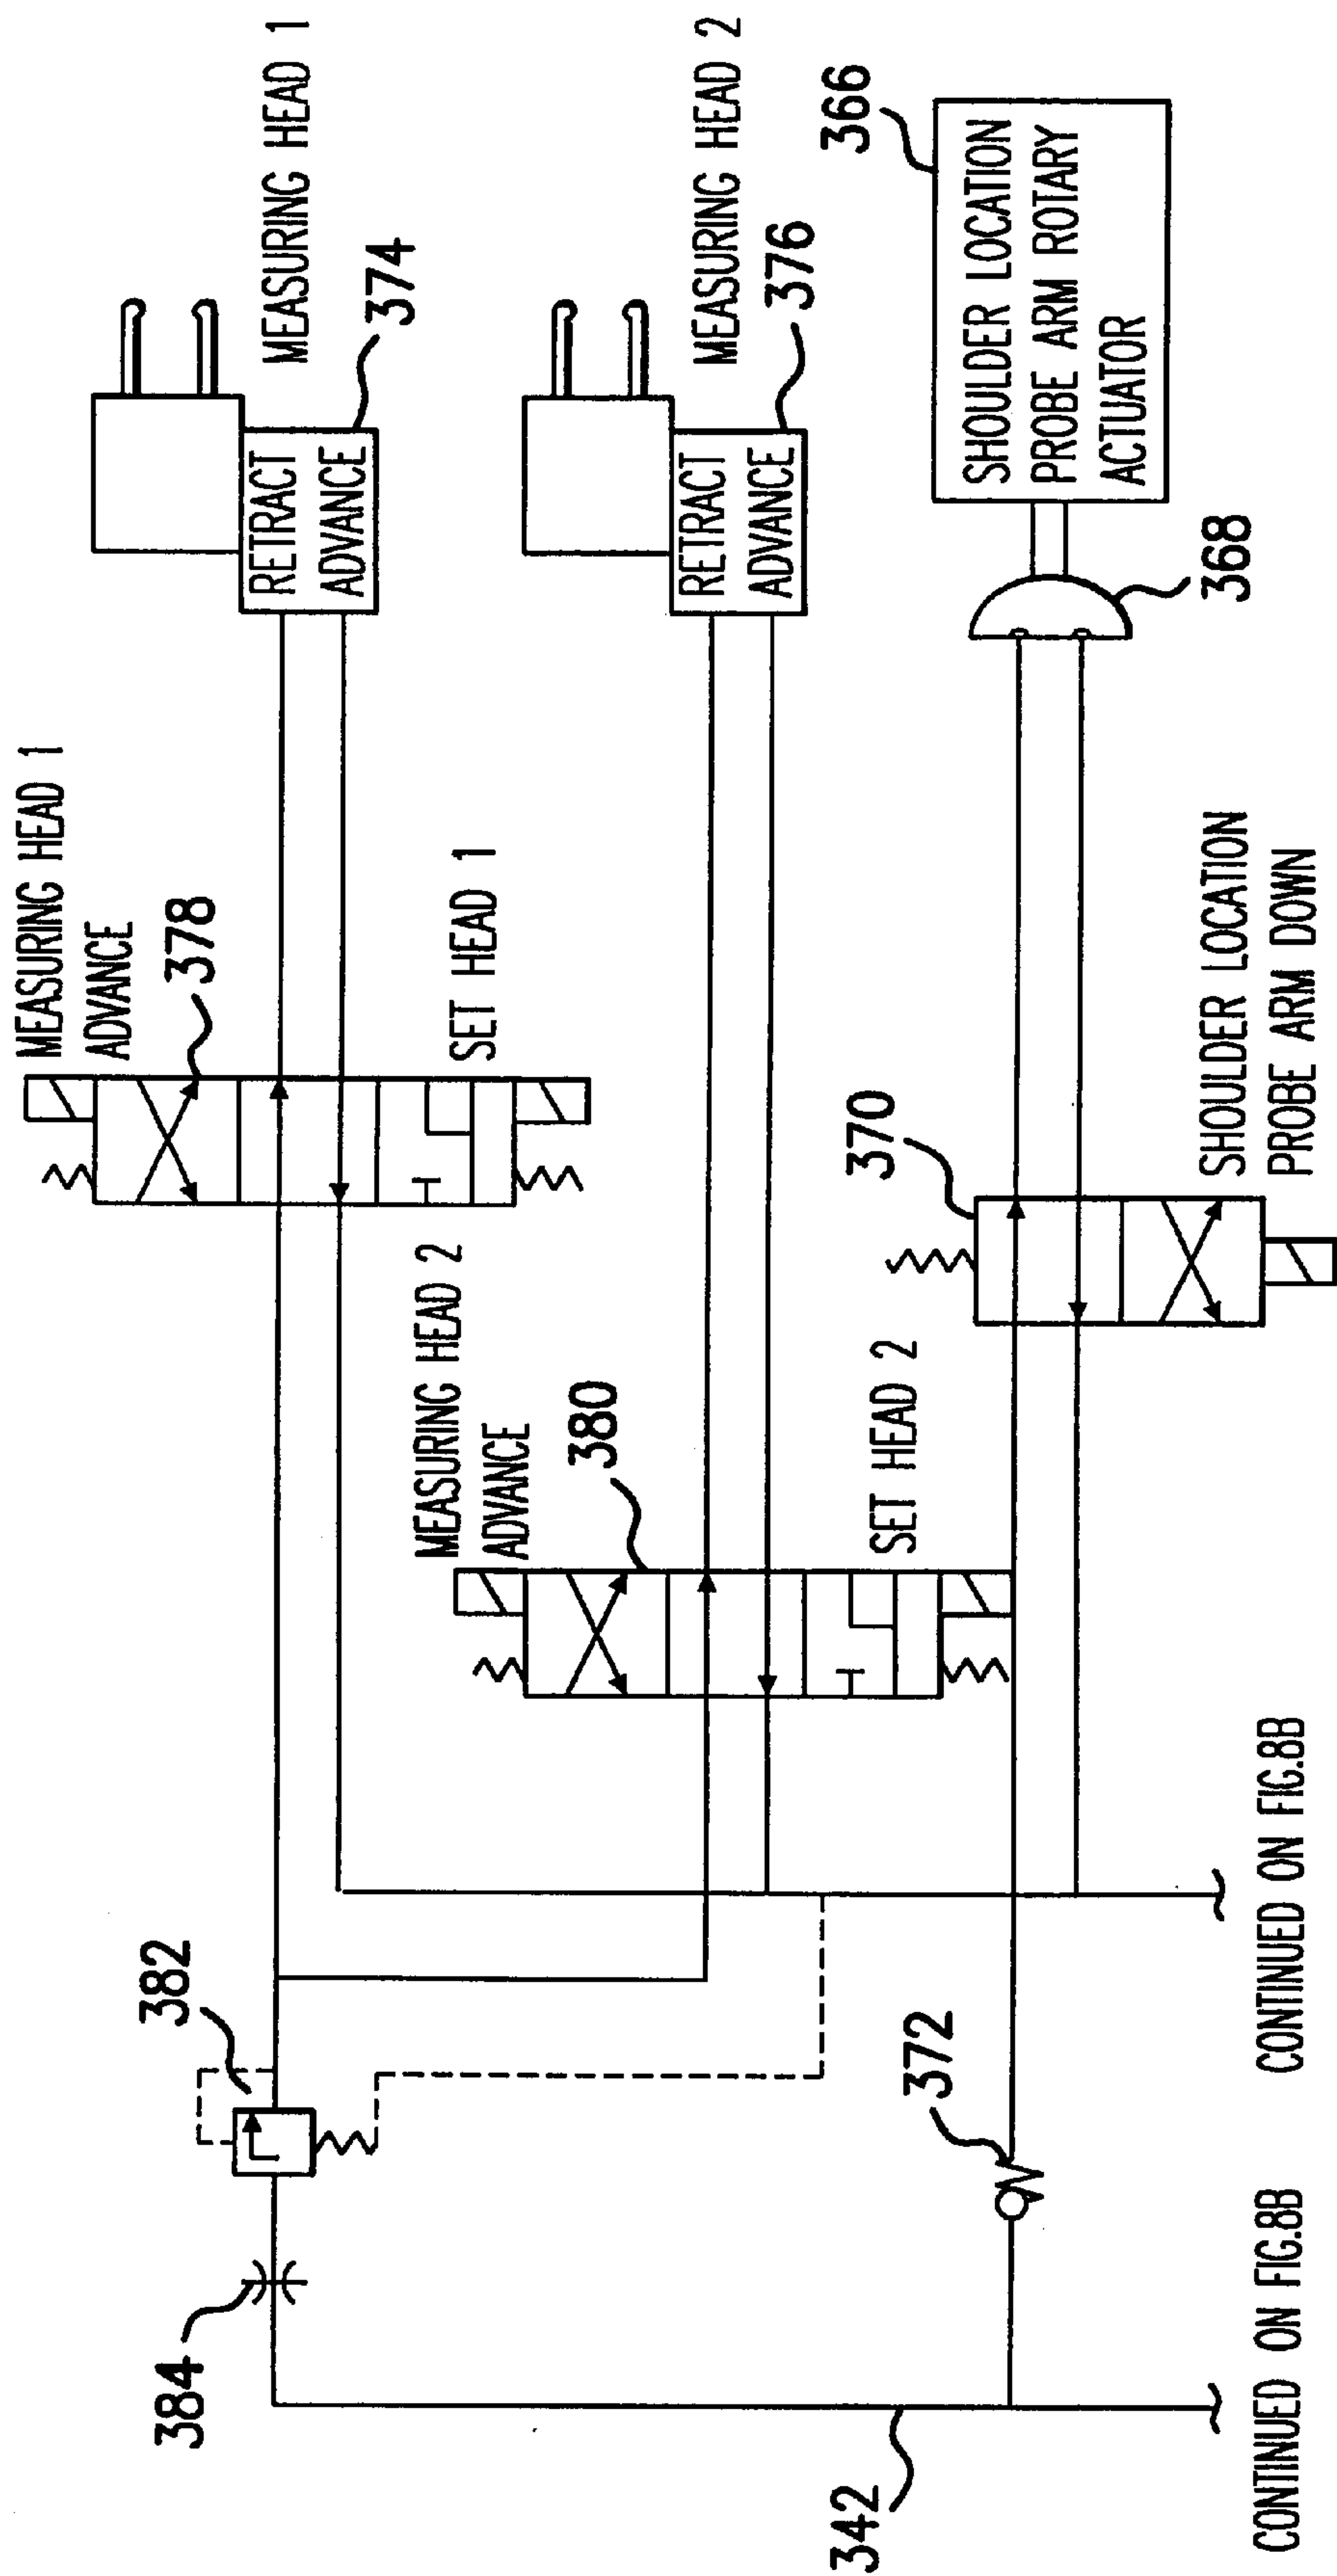 MEASURING HEAD 1
ADVANCE
378
SET HEAD 1
RETRACT
ADVANCE
MEASURING HEAD 1
374
382
384
MEASURING HEAD 2
ADVANCE
380
SET HEAD 2
RETRACT
ADVANCE
MEASURING HEAD 2
376
366
SHOULDER LOCATION
PROBE ARM ROTARY
ACTUATOR
368
370
SHOULDER LOCATION
PROBE ARM DOWN
372
342
CONTINUED ON FIG.8B
CONTINUED ON FIG.8B